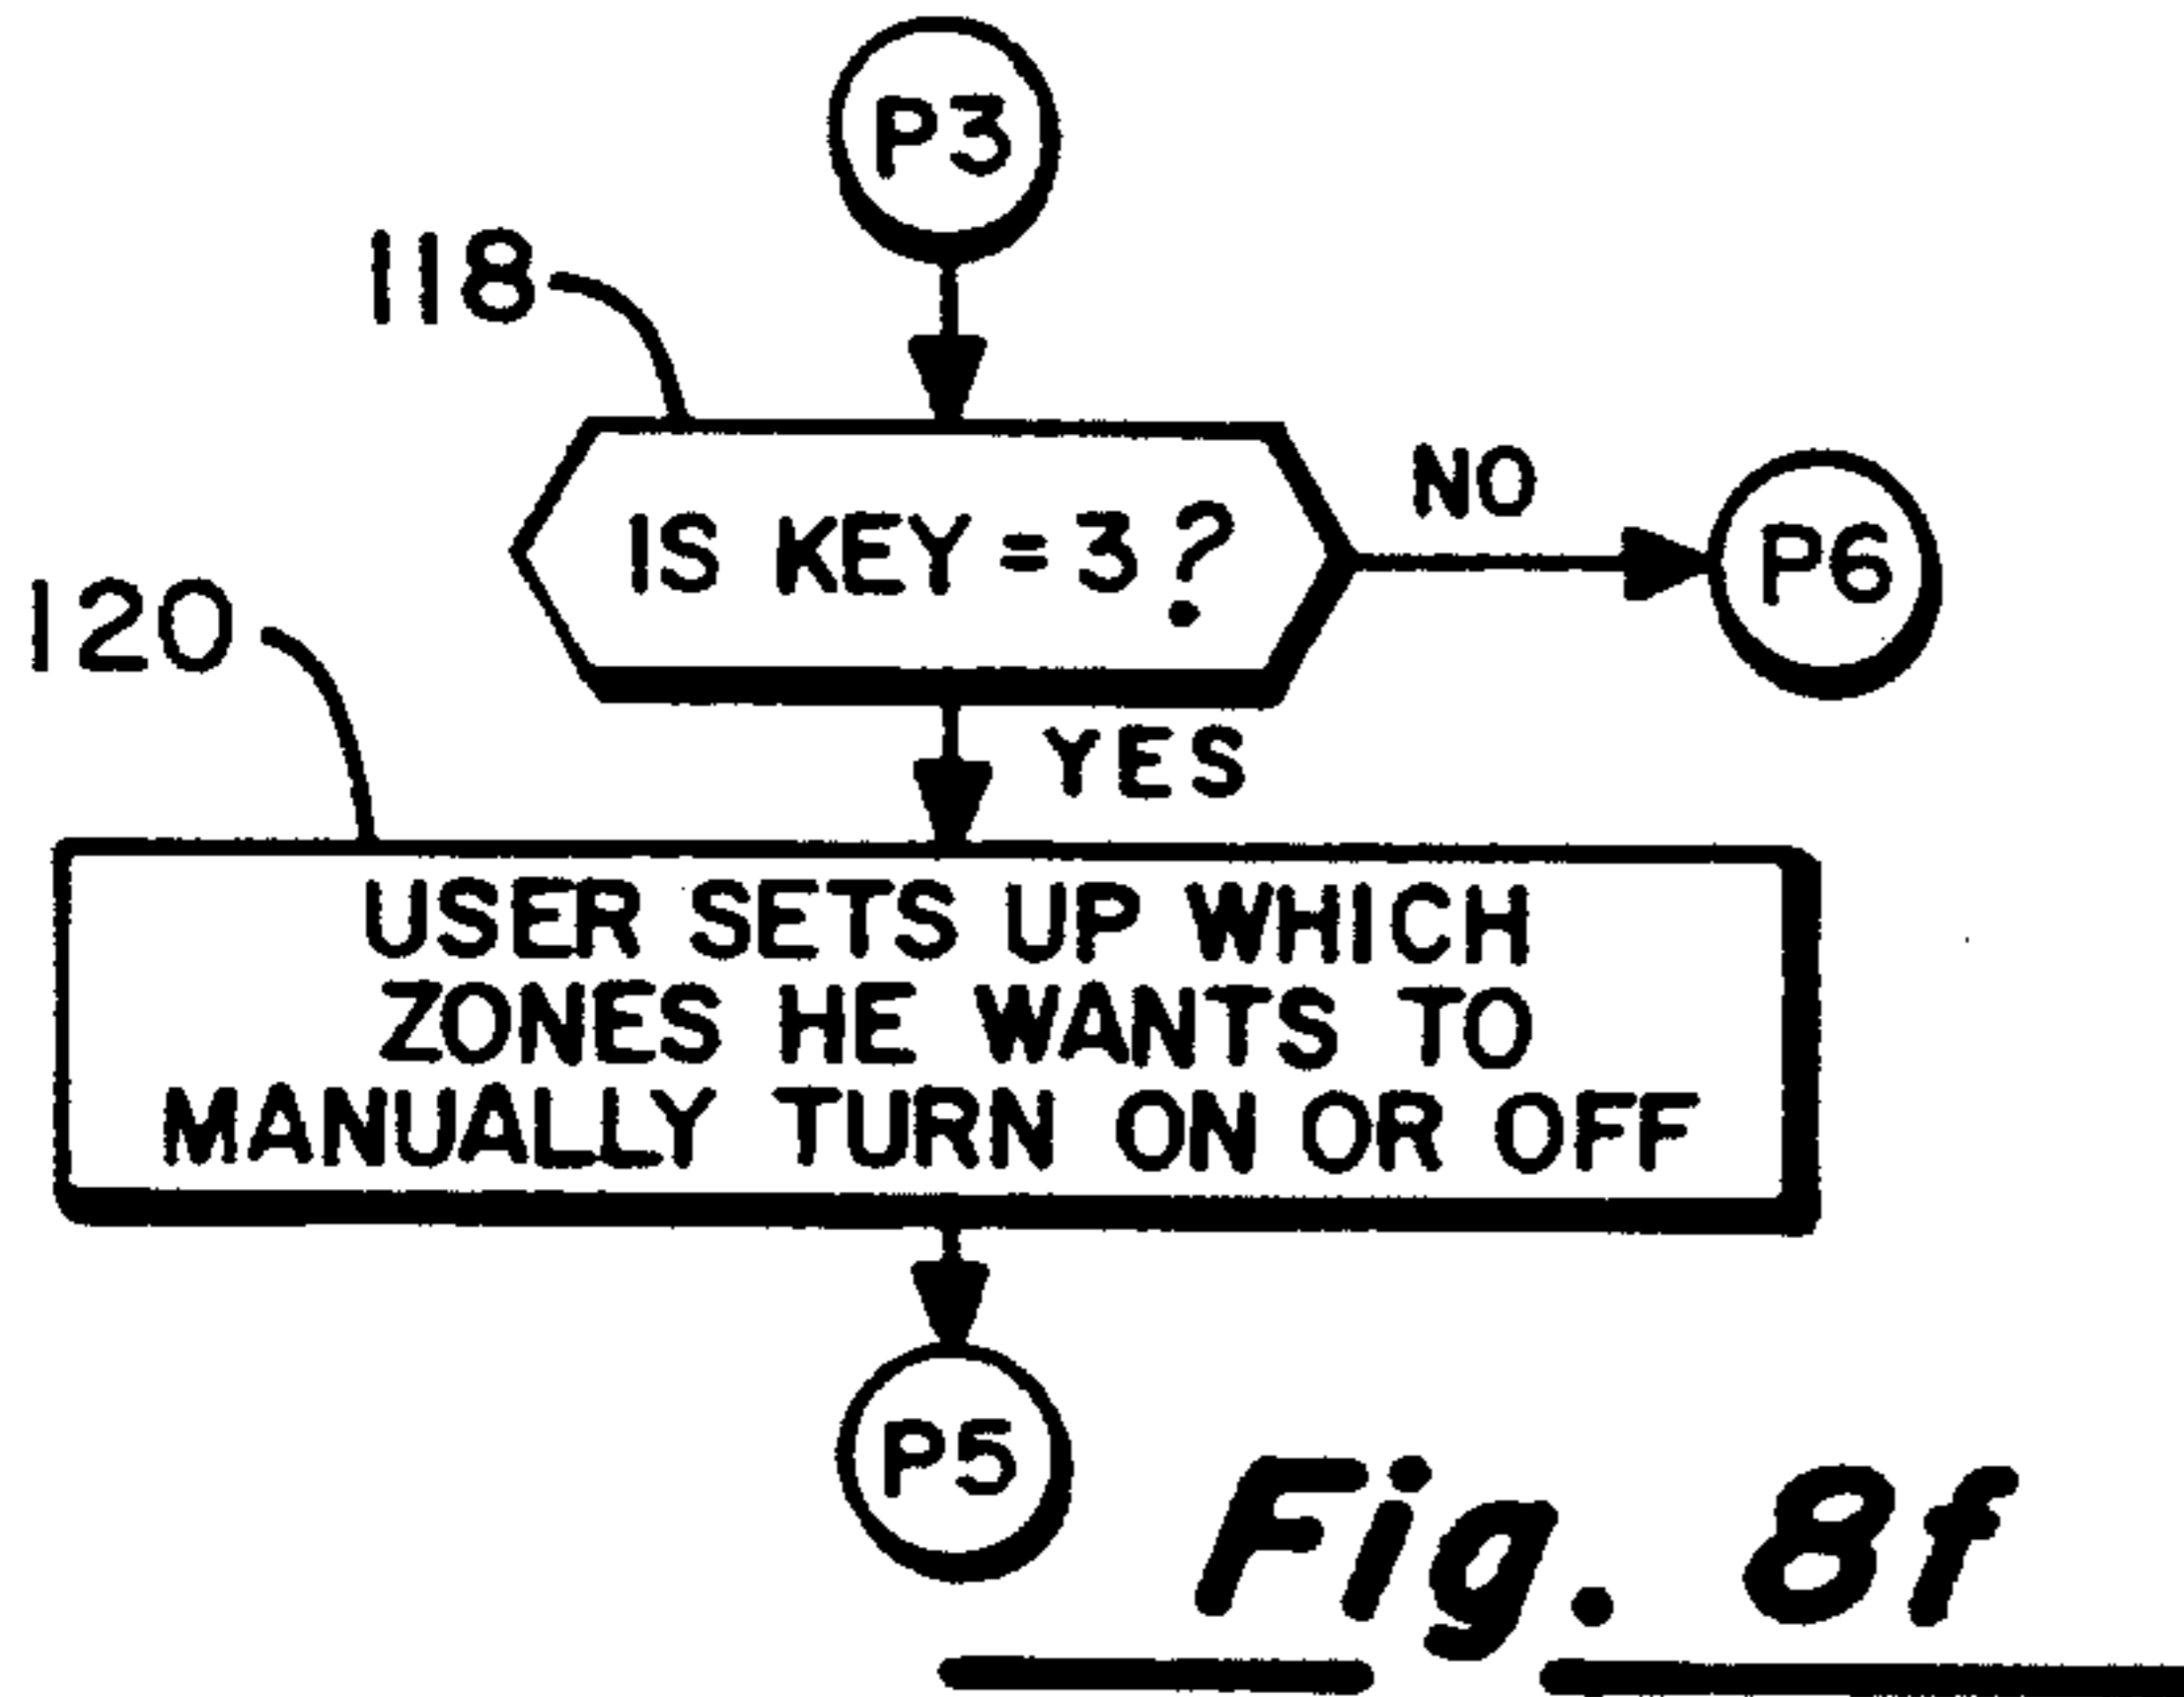 P3
118
IS KEY = 3 ?
NO
P6
120
YES
USER SETS UP WHICH
ZONES HE WANTS TO
MANUALLY TURN ON OR OFF
P5
Fig. 8f